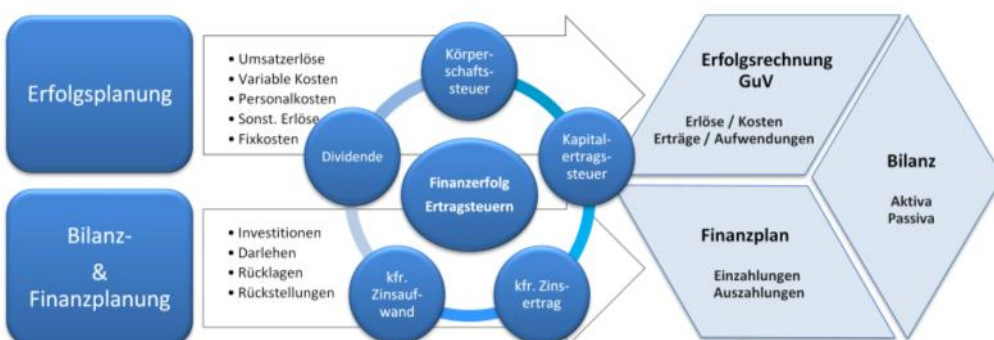 Erfolgsplanung
• Umsatzerlöse
• Variable Kosten
• Personalkosten
• Sonst. Erlöse
• Fixkosten
Bilanz-
&
Finanzplanung
• Investitionen
• Darlehen
• Rücklagen
• Rückstellungen
Körper-
schafts-
steuer
Dividende
Kapital-
ertrags-
steuer
Finanzerfolg
Ertragsteuern
kfr.
Zinsauf-
wand
kfr. Zins-
ertrag
Erfolgsrechnung
GuV
Erlöse / Kosten
Erträge / Aufwendungen
Finanzplan
Einzahlungen
Auszahlungen
Bilanz
Aktiva
Passiva